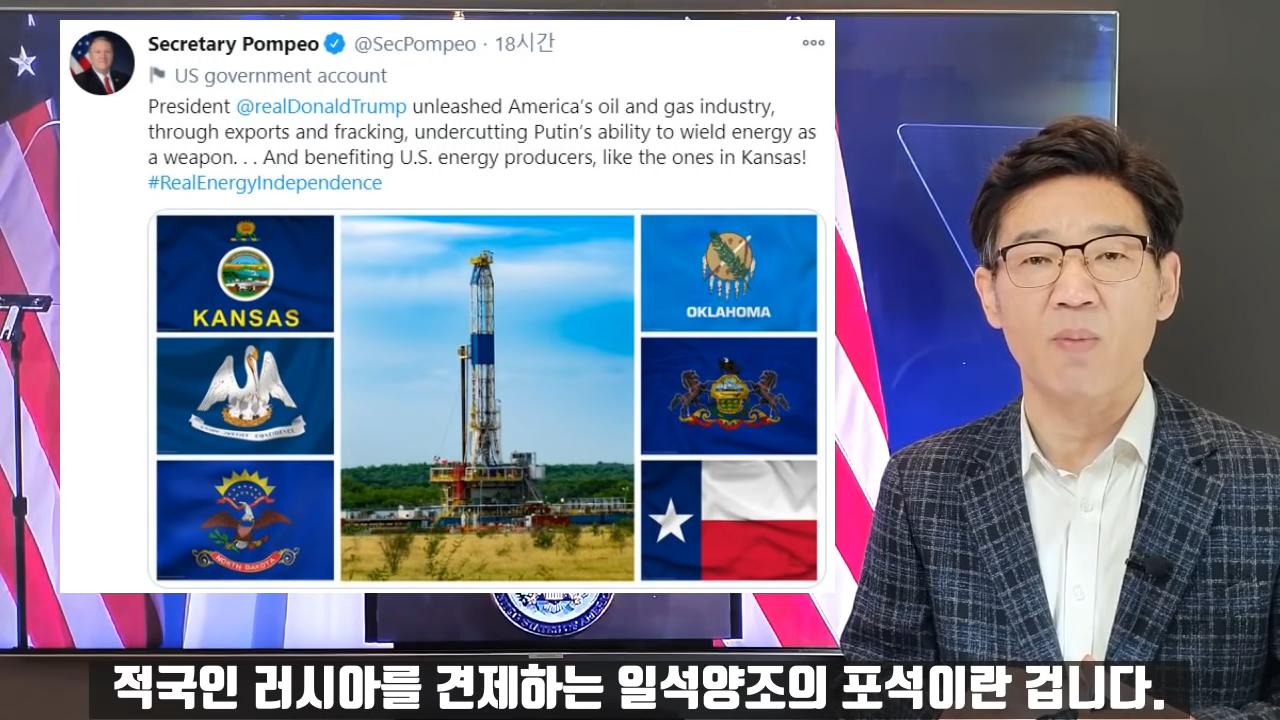 Secretary Pompeo @SecPompeo · 18시간
US government account
President @realDonaldTrump unleashed America's oil and gas industry,
through exports and fracking, undercutting Putin's ability to wield energy as
a weapon. . . And benefiting U.S. energy producers, like the ones in Kansas!
#RealEnergyIndependence
KANSAS
OKLAHOMA
NORTH DAKOTA
적국인 러시아를 견제하는 일석양조의 포석이란 겁니다.